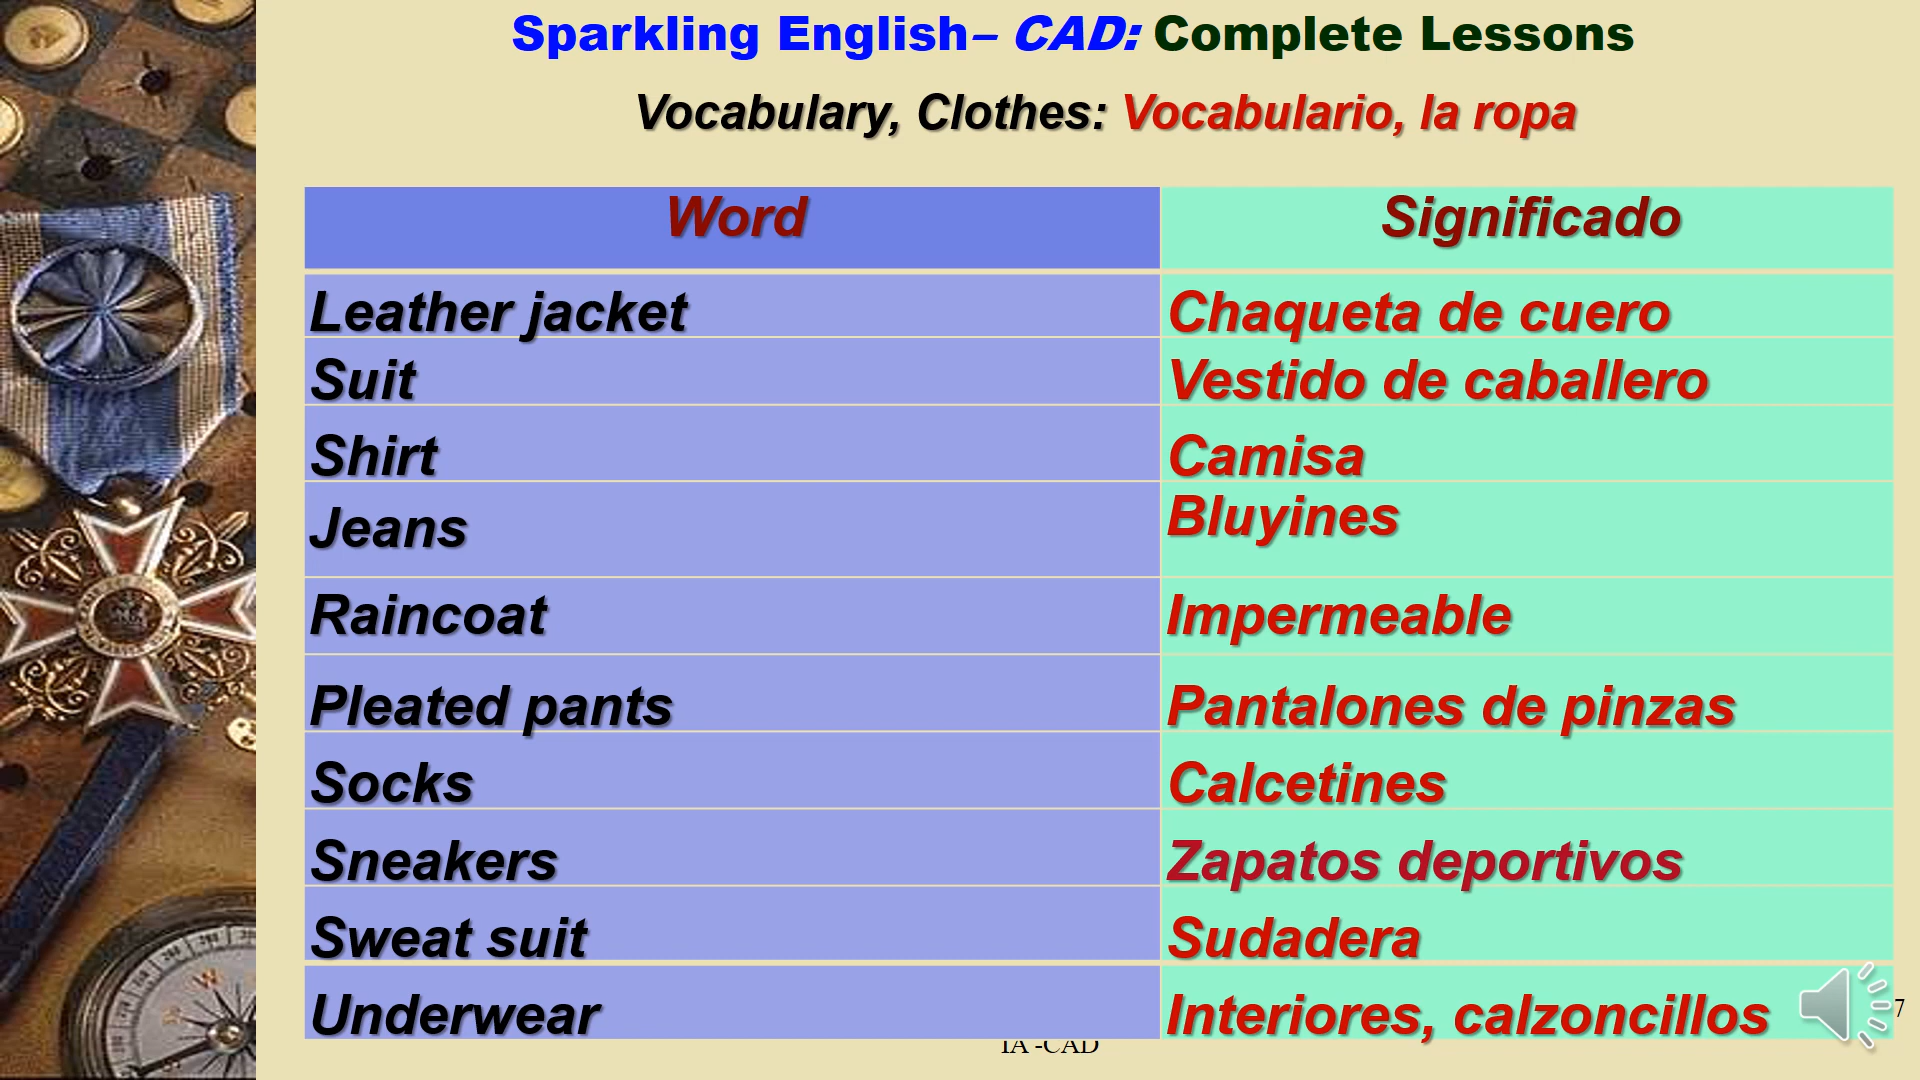 Sparkling English– CAD: Complete Lessons
Vocabulary, Clothes: Vocabulario, la ropa
Word Significado
Leather jacket Chaqueta de cuero
Suit Vestido de caballero
Shirt Camisa
Jeans Bluyines
Raincoat Impermeable
Pleated pants Pantalones de pinzas
Socks Calcetines
Sneakers Zapatos deportivos
Sweat suit Sudadera
Underwear Interiores, calzoncillos
7
IA -CAD